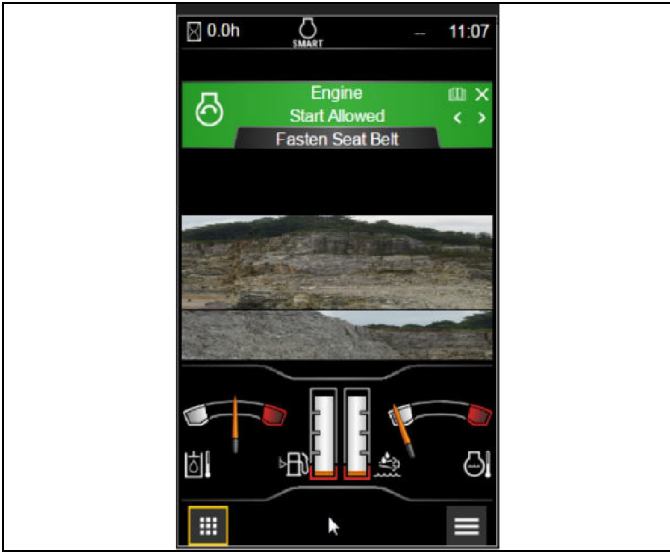 0.0h
SMART
--
11:07
Engine
Start Allowed
Fasten Seat Belt